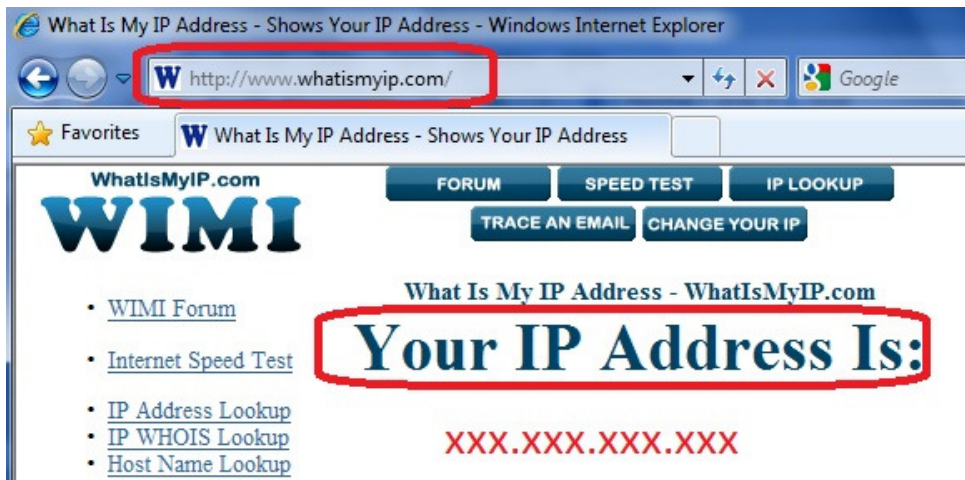 What Is My IP Address - Shows Your IP Address - Windows Internet Explorer
W http://www.whatismyip.com/
Google
Favorites
W What Is My IP Address - Shows Your IP Address
WhatIsMyIP.com
WIMI
FORUM SPEED TEST IP LOOKUP
TRACE AN EMAIL CHANGE YOUR IP
What Is My IP Address - WhatIsMyIP.com
Your IP Address Is:
xxx.xxx.xxx.xxx
• WIMI Forum
• Internet Speed Test
• IP Address Lookup
• IP WHOIS Lookup
• Host Name Lookup